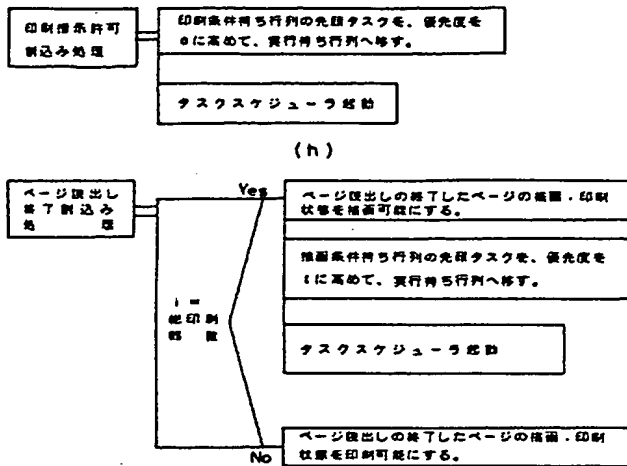 印刷指示許可
割込み処理
印刷条件待ち行列の先頭タスクを、優先度を
に高めて、実行待ち行列へ移す。
タスクスケジューラ起動
(h)
ページ読出し
終了割込み
処 理
Yes
ページ読出しの終了したページの描画・印刷
状態を描画可能にする。
描画条件待ち行列の先頭タスクを、優先度を
に高めて、実行待ち行列へ移す。
i =
総印刷
部 数
タスクスケジューラ起動
No
ページ読出しの終了したページの描画・印刷
状態を印刷可能にする。